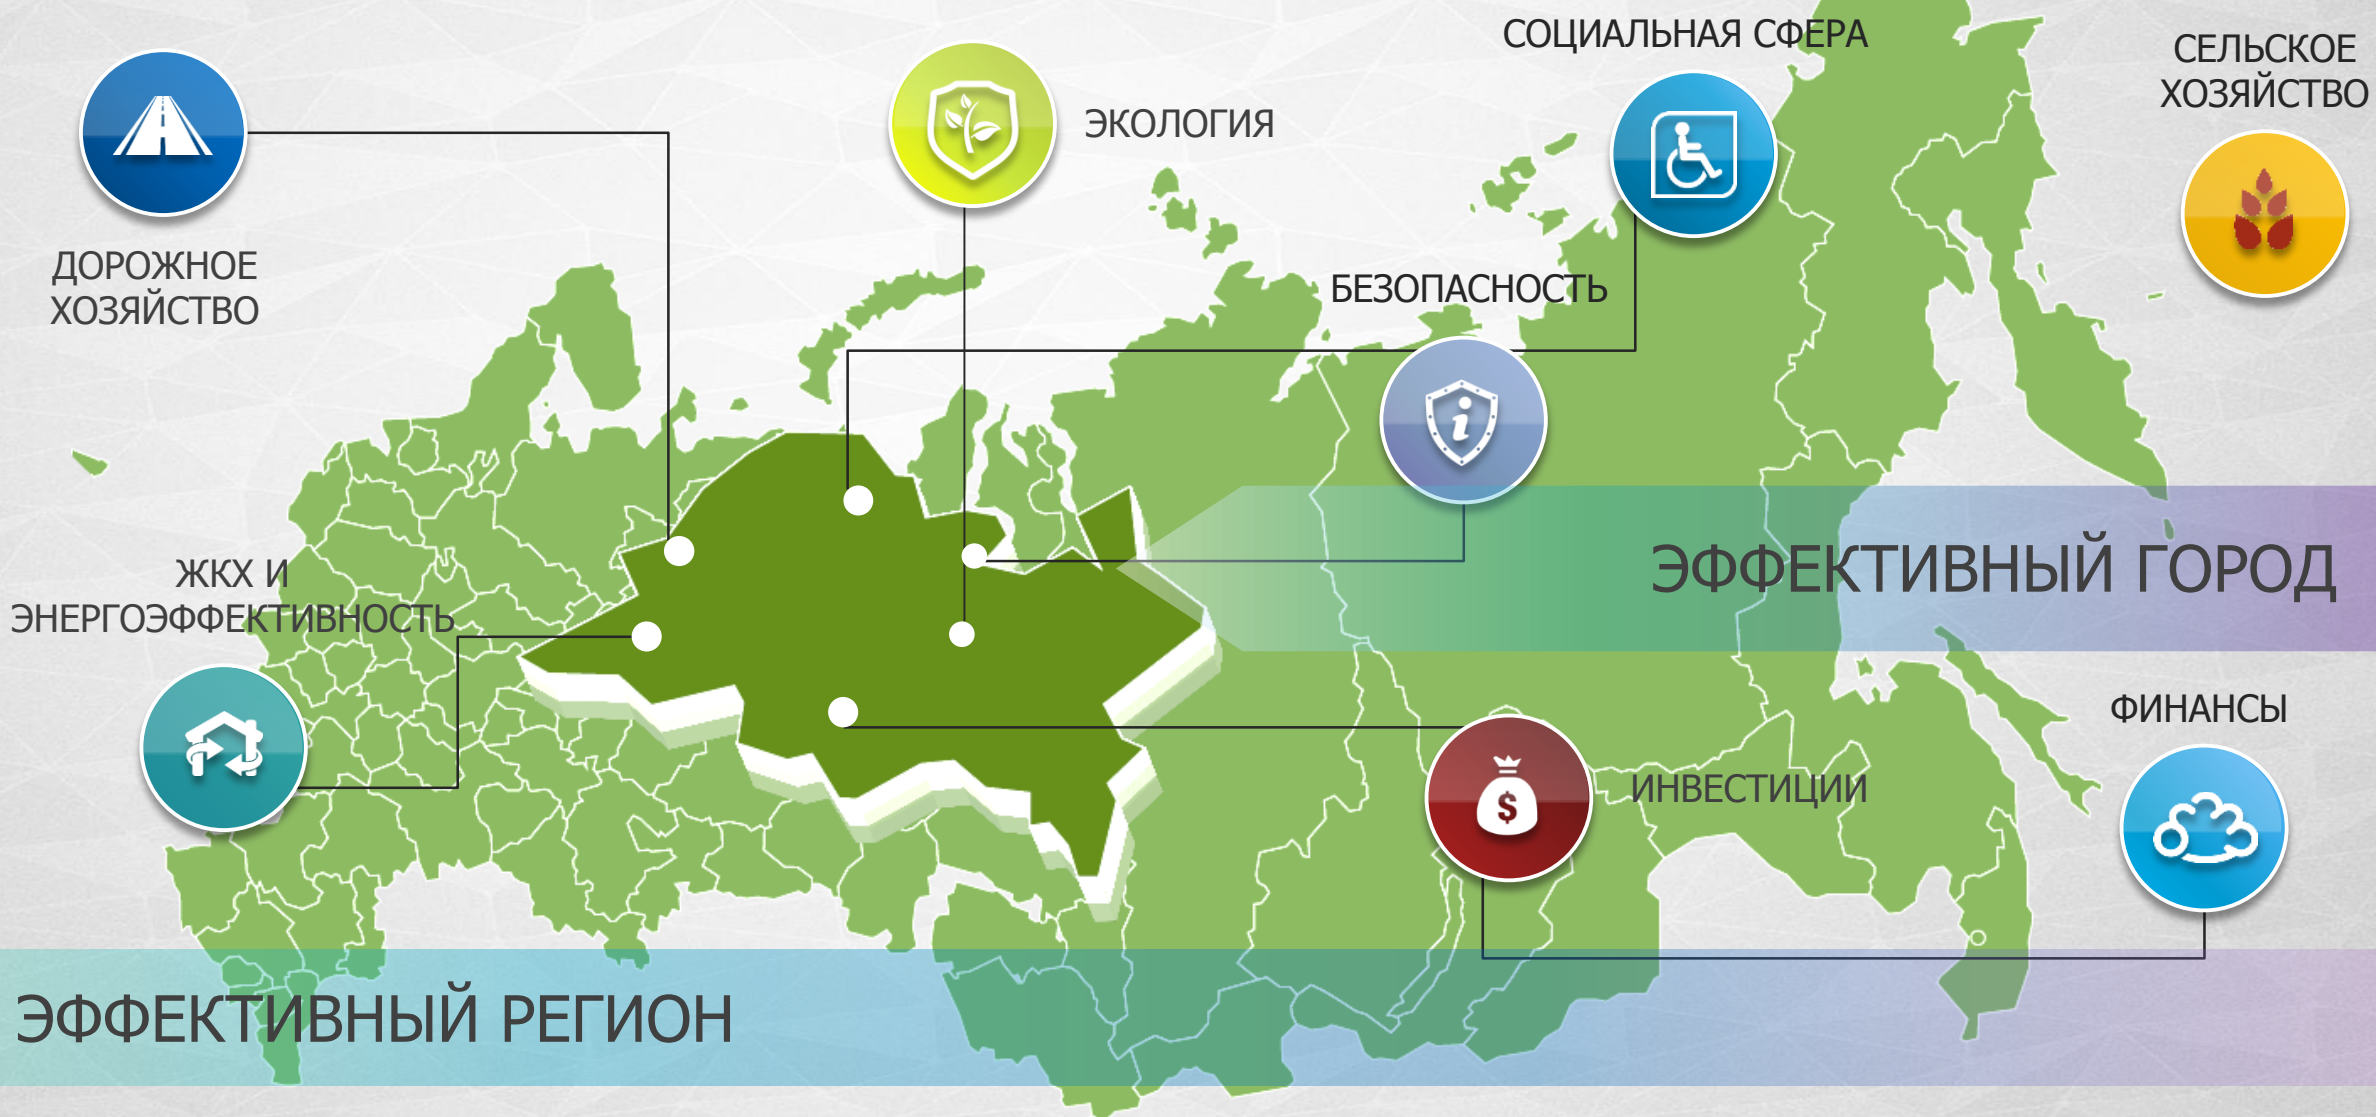 СОЦИАЛЬНАЯ СФЕРА
СЕЛЬСКОЕ
ХОЗЯЙСТВО
ЭКОЛОГИЯ
ДОРОЖНОЕ
ХОЗЯЙСТВО
БЕЗОПАСНОСТЬ
ЖКХ И
ЭНЕРГОЭФФЕКТИВНОСТЬ
ЭФФЕКТИВНЫЙ ГОРОД
ФИНАНСЫ
ИНВЕСТИЦИИ
ЭФФЕКТИВНЫЙ РЕГИОН